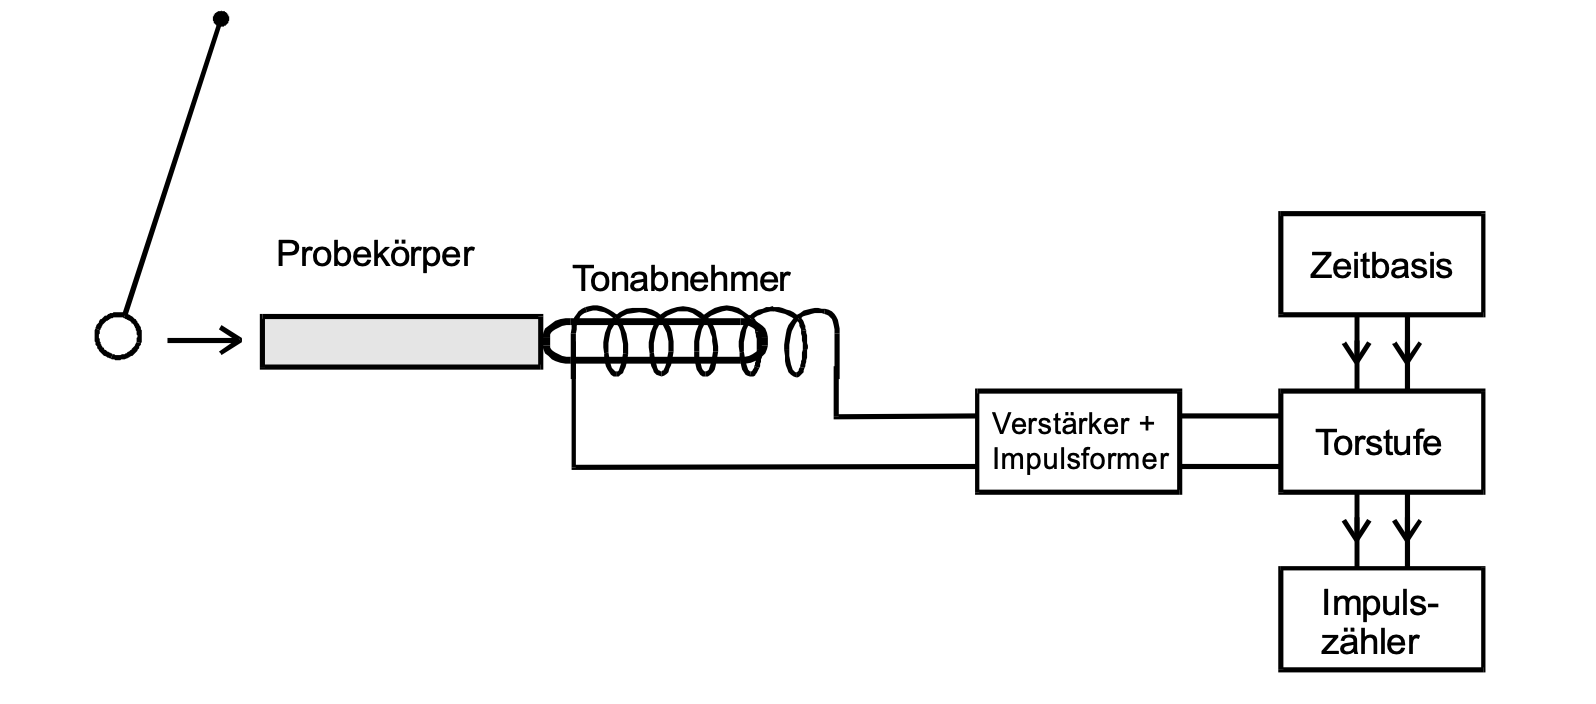 Probekörper
Tonabnehmer
Zeitbasis
Verstärker +
Impulsformer
Torstufe
Impuls-
zähler